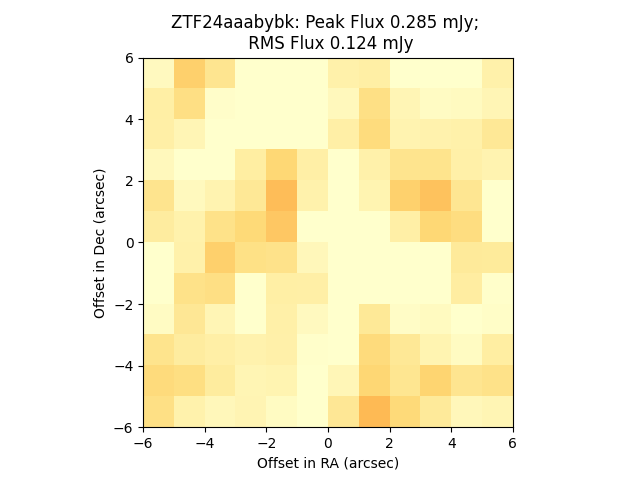 ZTF24aaabybk: Peak Flux 0.285 mJy;
RMS Flux 0.124 mJy
6
4
2
0
−2
−4
−6
Offset in Dec (arcsec)
−6 −4 −2 0 2 4 6
Offset in RA (arcsec)